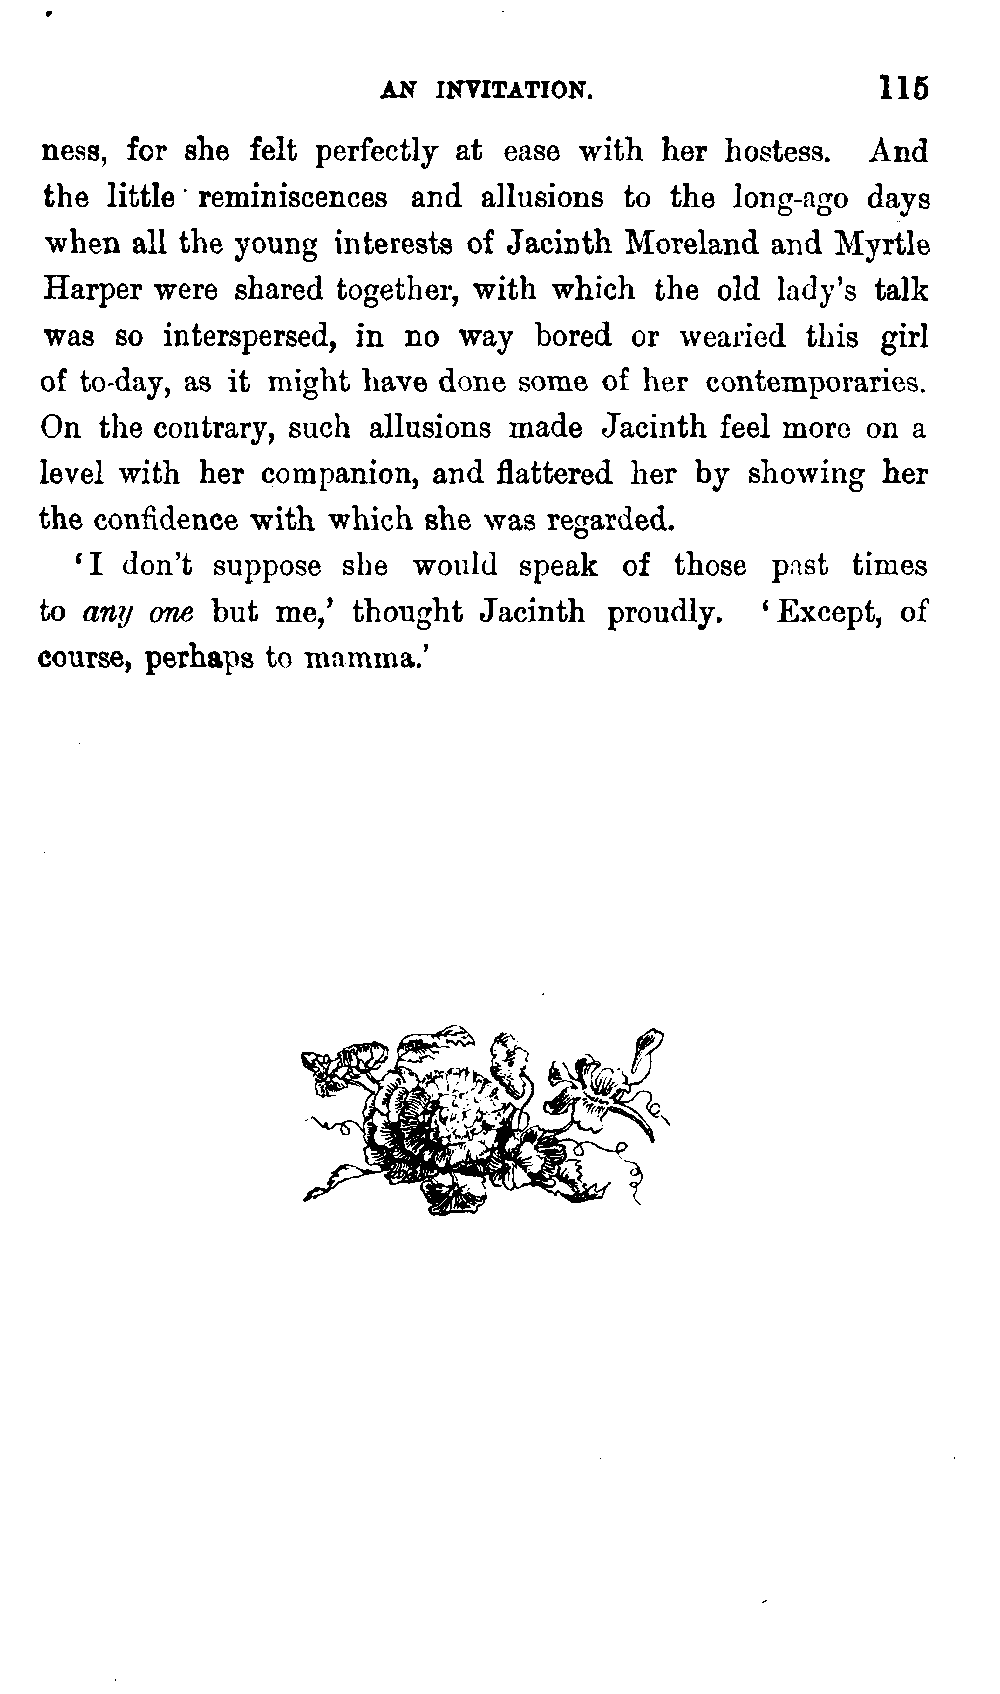 AN INVITATION. 115
ness, for she felt perfectly at ease with her hostess. And
the little reminiscences and allusions to the long-ago days
when all the young interests of Jacinth Moreland and Myrtle
Harper were shared together, with which the old lady's talk
was so interspersed, in no way bored or wearied this girl
of to-day, as it might have done some of her contemporaries.
On the contrary, such allusions made Jacinth feel more on a
level with her companion, and flattered her by showing her
the confidence with which she was regarded.
'I don't suppose she would speak of those past times
to any one but me,' thought Jacinth proudly. 'Except, of
course, perhaps to mamma.'